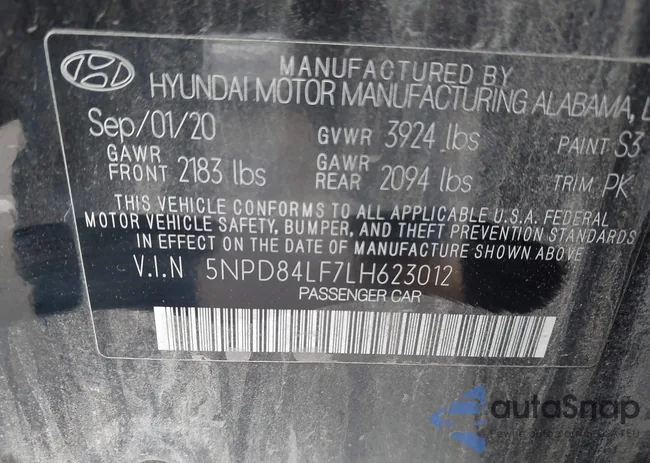 MANUFACTURED BY
HYUNDAI MOTOR MANUFACTURING ALABAMA, L
Sep/01/20 GVWR 3924 lbs PAINT S3
GAWR FRONT 2183 lbs GAWR REAR 2094 lbs TRIM PK
THIS VEHICLE CONFORMS TO ALL APPLICABLE U.S.A. FEDERAL
MOTOR VEHICLE SAFETY, BUMPER, AND THEFT PREVENTION STANDARDS
IN EFFECT ON THE DATE OF MANUFACTURE SHOWN ABOVE
V.I.N 5NPD84LF7LH623012
PASSENGER CAR
autaSnap